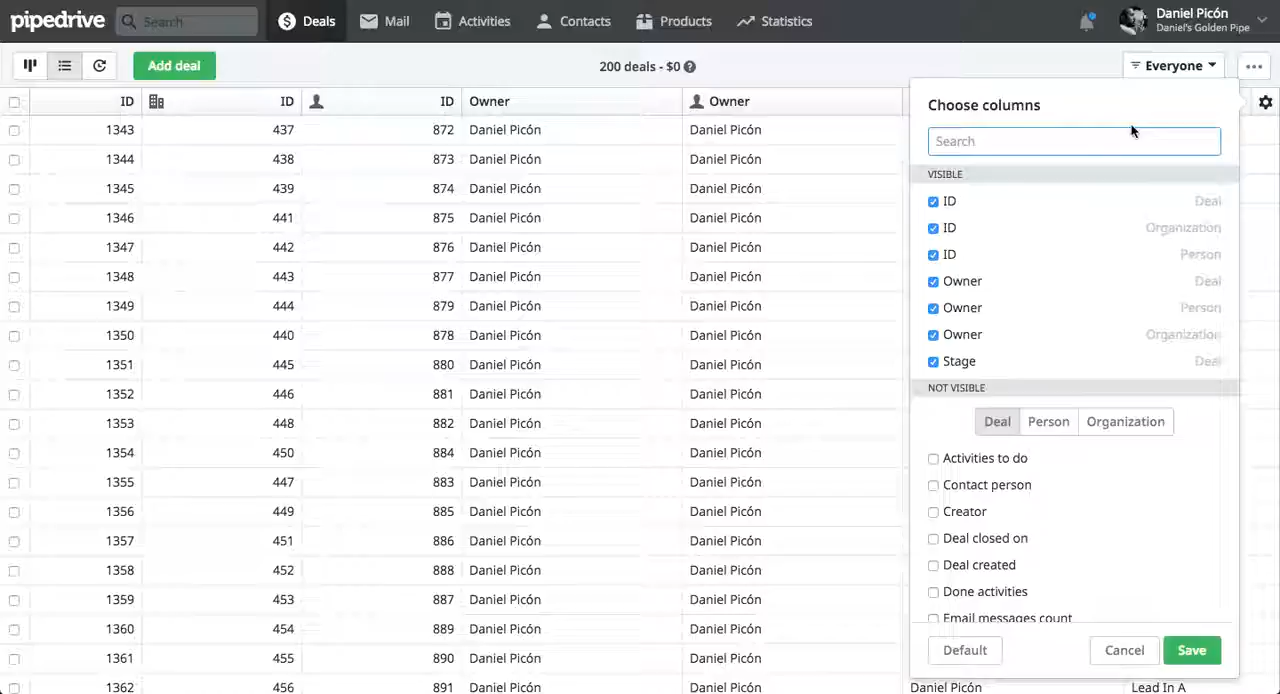 pipedrive Search Deals Mail Activities Contacts Products Statistics Daniel Picón
Daniel's Golden Pipe
Add deal 200 deals - $0 Everyone
ID ID ID Owner Owner
1343 437 872 Daniel Picón Daniel Picón
1344 438 873 Daniel Picón Daniel Picón
1345 439 874 Daniel Picón Daniel Picón
1346 441 875 Daniel Picón Daniel Picón
1347 442 876 Daniel Picón Daniel Picón
1348 443 877 Daniel Picón Daniel Picón
1349 444 879 Daniel Picón Daniel Picón
1350 440 878 Daniel Picón Daniel Picón
1351 445 880 Daniel Picón Daniel Picón
1352 446 881 Daniel Picón Daniel Picón
1353 448 882 Daniel Picón Daniel Picón
1354 450 884 Daniel Picón Daniel Picón
1355 447 883 Daniel Picón Daniel Picón
1356 449 885 Daniel Picón Daniel Picón
1357 451 886 Daniel Picón Daniel Picón
1358 452 888 Daniel Picón Daniel Picón
1359 453 887 Daniel Picón Daniel Picón
1360 454 889 Daniel Picón Daniel Picón
1361 455 890 Daniel Picón Daniel Picón
1362 456 891 Daniel Picón Daniel Picón Daniel Picón Lead In A
Choose columns
Search
VISIBLE
ID Deal
ID Organization
ID Person
Owner Deal
Owner Person
Owner Organization
Stage Deal
NOT VISIBLE
Deal Person Organization
Activities to do
Contact person
Creator
Deal closed on
Deal created
Done activities
Email messages count
Default Cancel Save